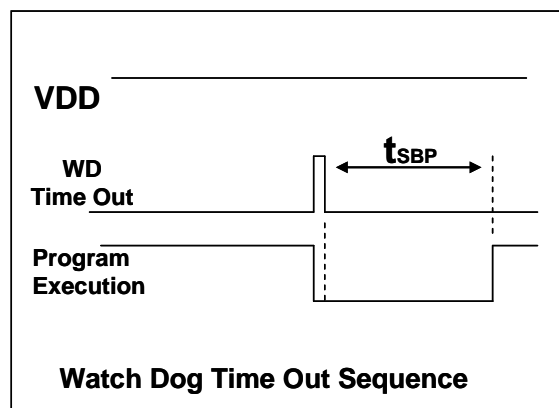 VDD
WD
Time Out
tSBP
Program
Execution
Watch Dog Time Out Sequence